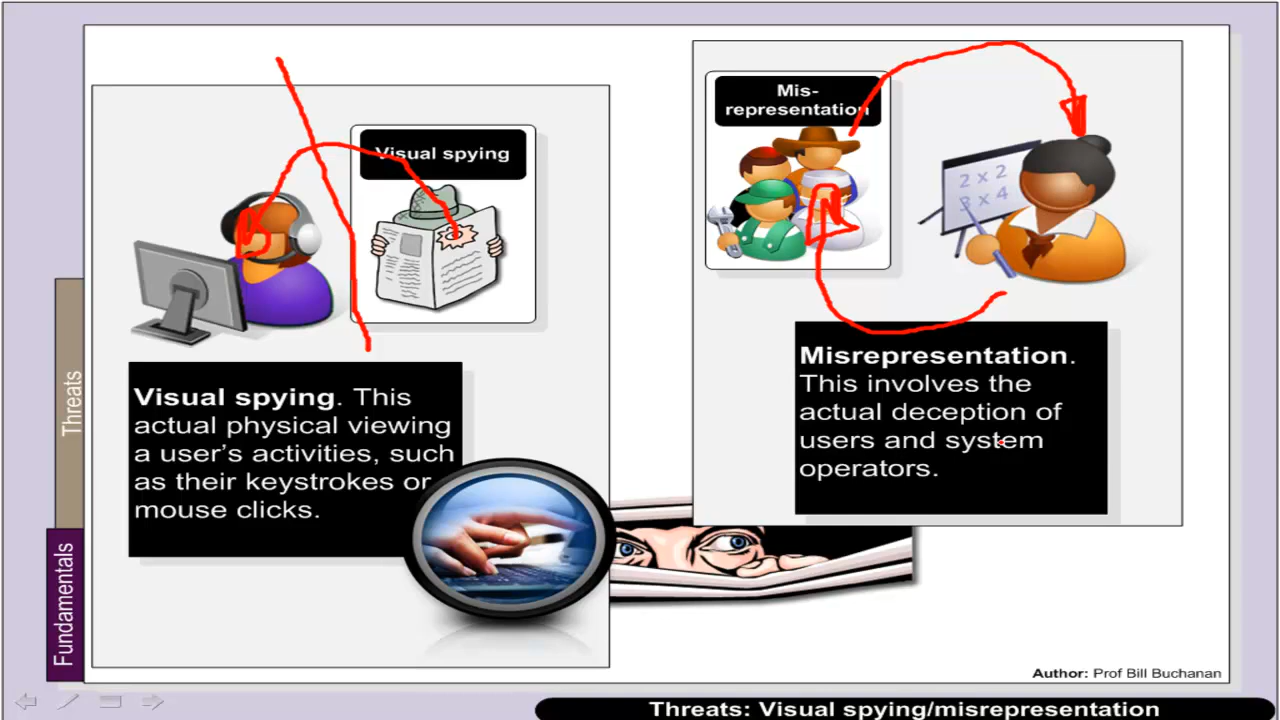 Visual spying
Visual spying. This
actual physical viewing
a user's activities, such
as their keystrokes or
mouse clicks.
Mis-
representation
2 x 2
3 x 4
Misrepresentation.
This involves the
actual deception of
users and system
operators.
Threats
Fundamentals
Author: Prof Bill Buchanan
Threats: Visual spying/misrepresentation